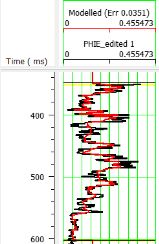 Modelled (Err 0.0351)
0 0.455473
PHIE_edited 1
Time ( ms) 0 0.455473
400
500
600